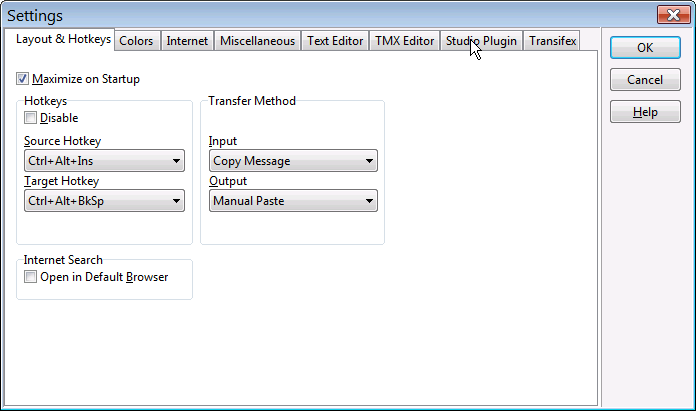 Settings
Layout & Hotkeys Colors Internet Miscellaneous Text Editor TMX Editor Studio Plugin Transifex
OK
Cancel
Help
Maximize on Startup
Hotkeys
Disable
Source Hotkey
Ctrl+Alt+Ins
Target Hotkey
Ctrl+Alt+BkSp
Transfer Method
Input
Copy Message
Output
Manual Paste
Internet Search
Open in Default Browser